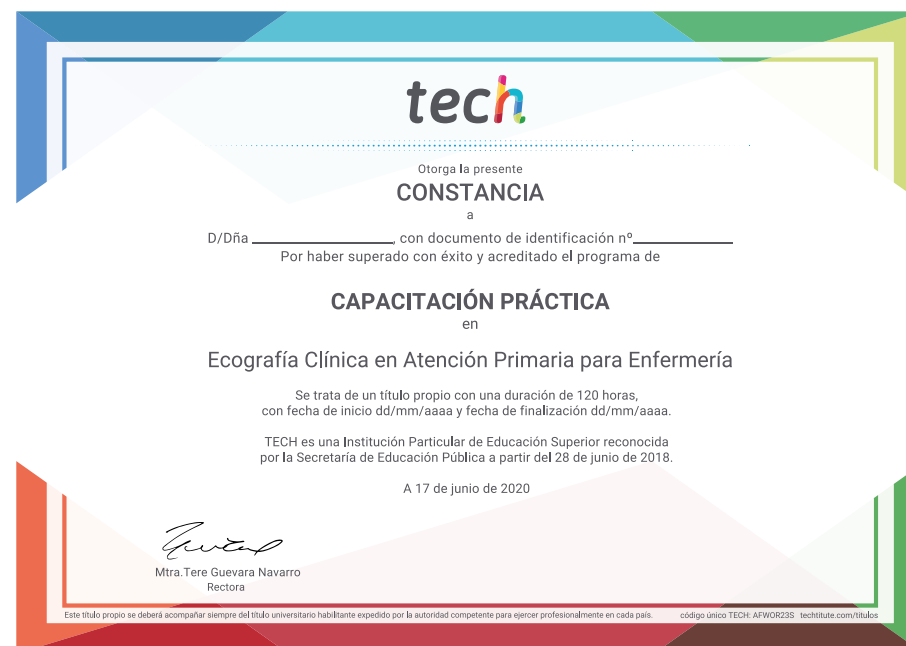 tech
Otorga la presente
CONSTANCIA
a
D/Dña ____________________, con documento de identificación nº______________
Por haber superado con éxito y acreditado el programa de
CAPACITACIÓN PRÁCTICA
en
Ecografía Clínica en Atención Primaria para Enfermería
Se trata de un título propio con una duración de 120 horas,
con fecha de inicio dd/mm/aaaa y fecha de finalización dd/mm/aaaa.
TECH es una Institución Particular de Educación Superior reconocida
por la Secretaría de Educación Pública a partir del 28 de junio de 2018.
A 17 de junio de 2020
Mtra.Tere Guevara Navarro
Rectora
Este título propio se deberá acompañar siempre del título universitario habilitante expedido por la autoridad competente para ejercer profesionalmente en cada país. código único TECH: AFWOR23S techtitute.com/titulos